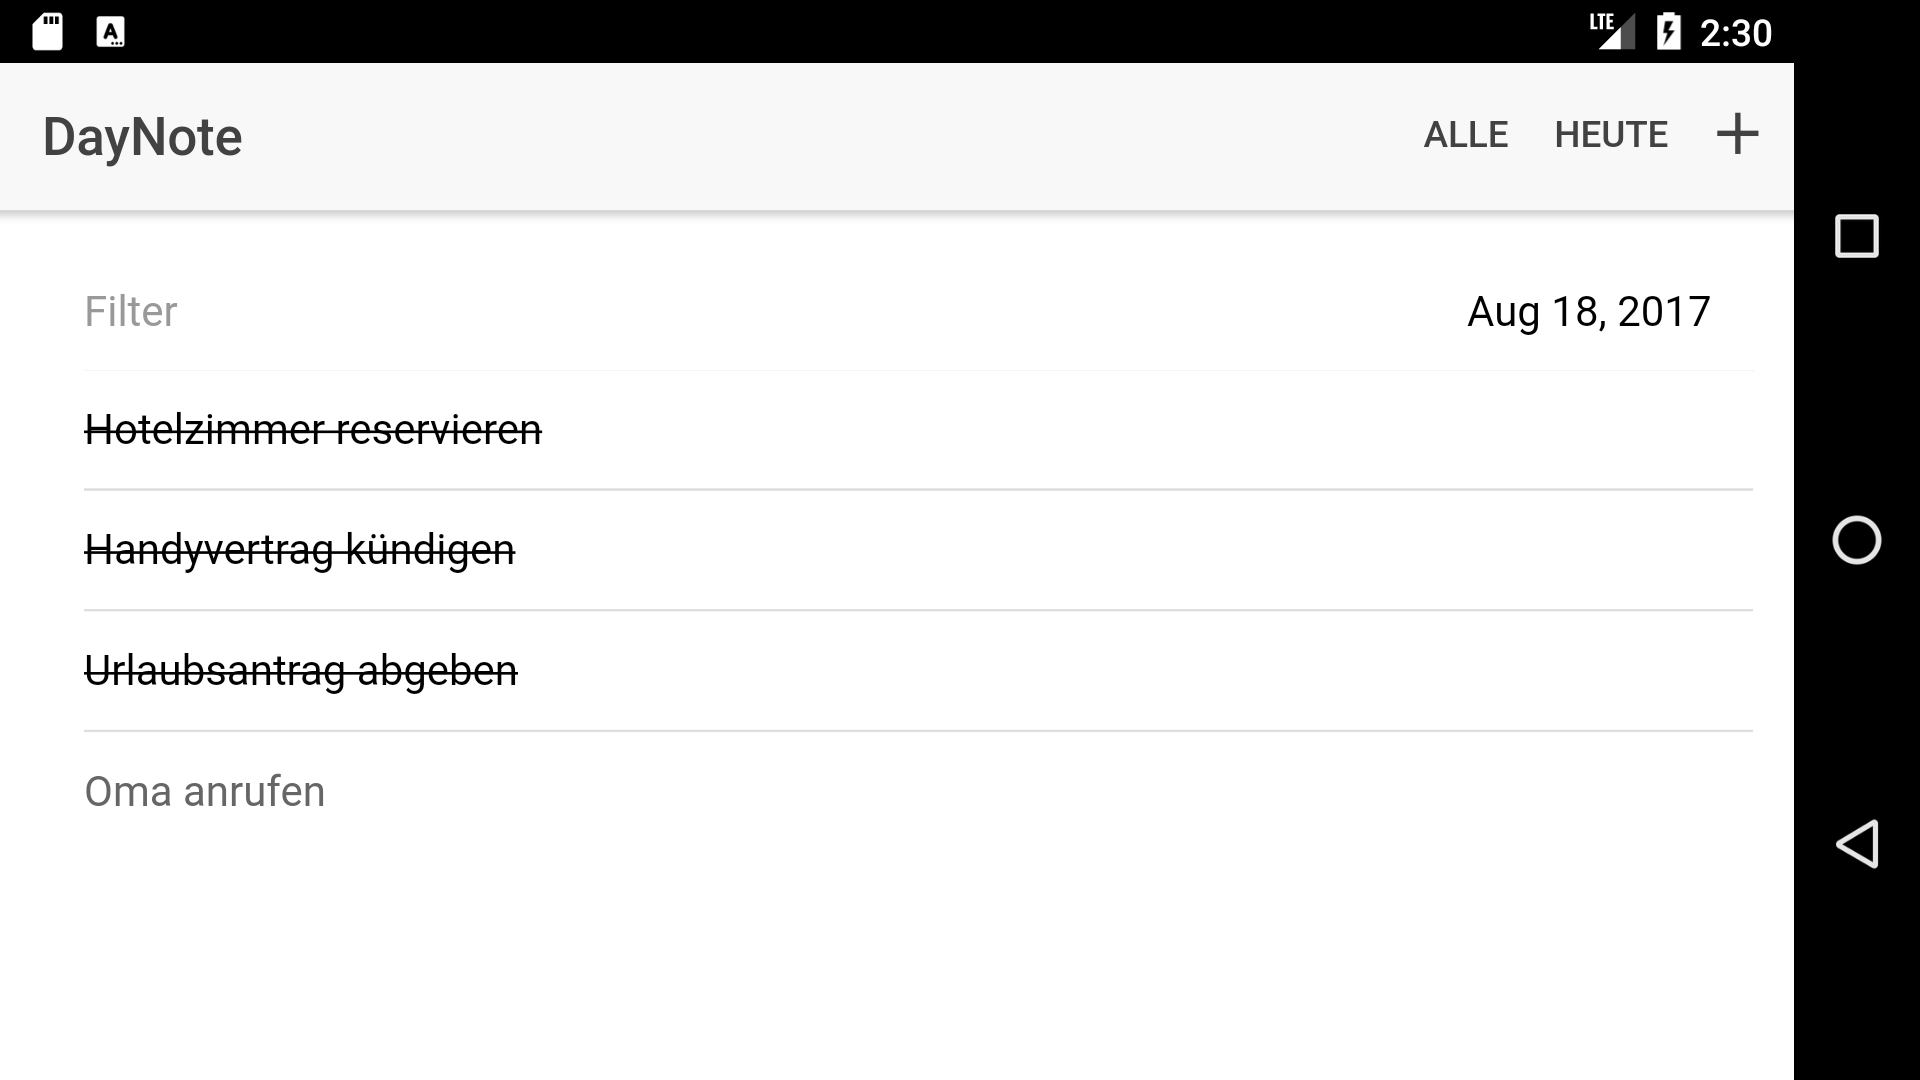 LTE 2:30
DayNote ALLE HEUTE
Filter Aug 18, 2017
Hotelzimmer reservieren
Handyvertrag kündigen
Urlaubsantrag abgeben
Oma anrufen